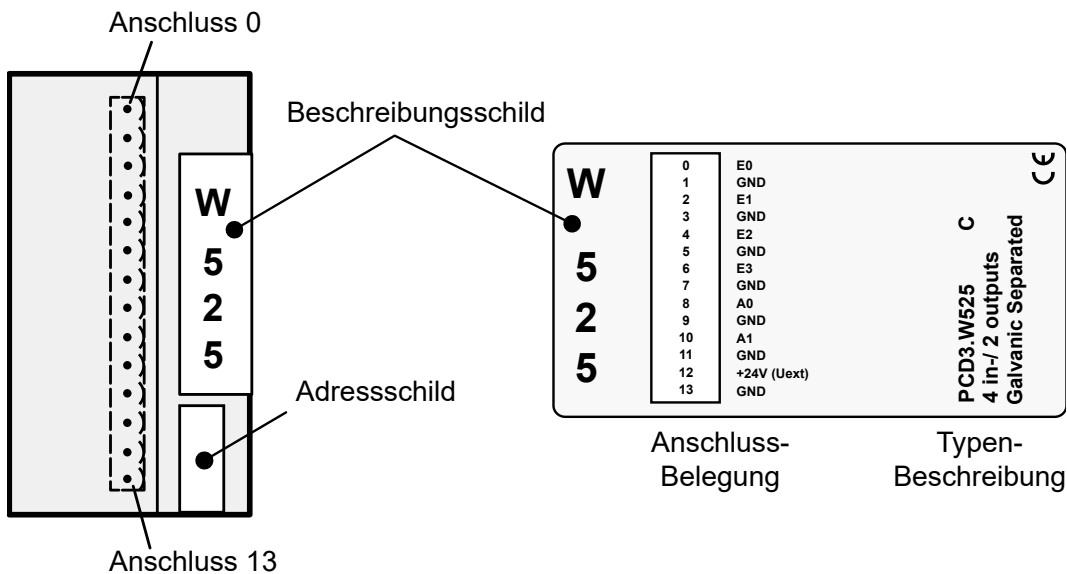 Anschluss 0
Beschreibungsschild
W
5
2
5
Adressschild
Anschluss 13
W
5
2
5
0 E0
1 GND
2 E1
3 GND
4 E2
5 GND
6 E3
7 GND
8 A0
9 GND
10 A1
11 GND
12 +24V (Uext)
13 GND
PCD3.W525 C
4 in-/ 2 outputs
Galvanic Separated
CE
Anschluss-
Belegung
Typen-
Beschreibung